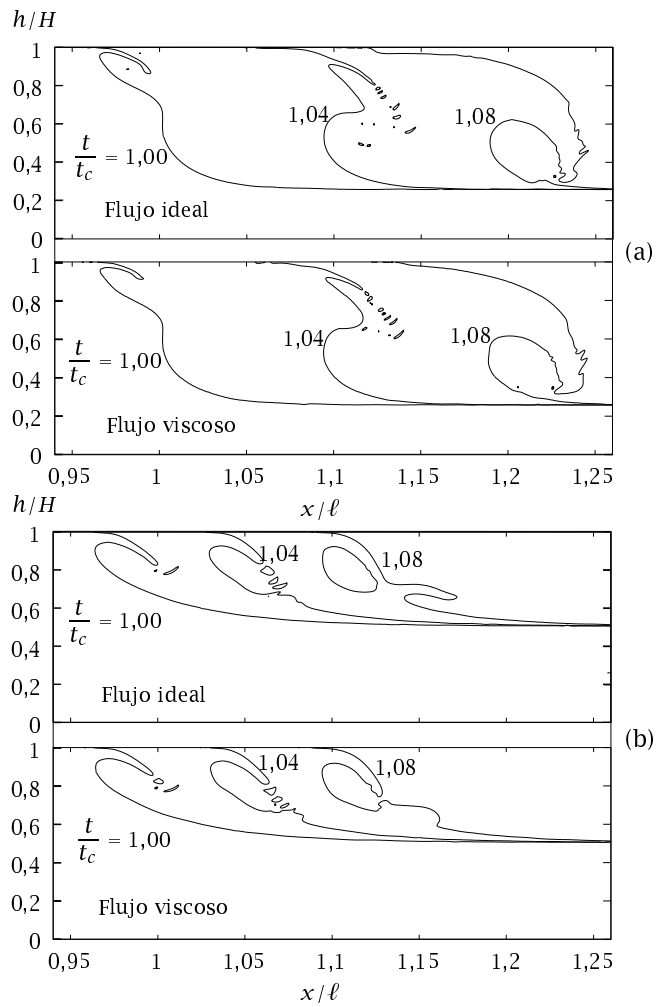 h/H
1
0,8
0,6
0,4
0,2
0
1,04
1,08
t/t_c = 1,00
Flujo ideal
(a)
1
0,8
0,6
0,4
0,2
0
1,04
1,08
t/t_c = 1,00
Flujo viscoso
0,95 1 1,05 1,1 1,15 1,2 1,25
x/ℓ
h/H
1
0,8
0,6
0,4
0,2
0
1,04
1,08
t/t_c = 1,00
Flujo ideal
(b)
1
0,8
0,6
0,4
0,2
0
1,04
1,08
t/t_c = 1,00
Flujo viscoso
0,95 1 1,05 1,1 1,15 1,2 1,25
x/ℓ